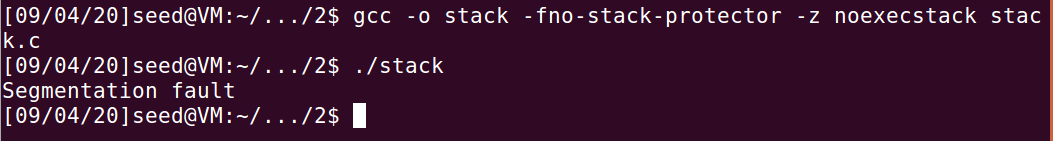 [09/04/20]seed@VM:~/.../2$ gcc -o stack -fno-stack-protector -z noexecstack stac
k.c
[09/04/20]seed@VM:~/.../2$ ./stack
Segmentation fault
[09/04/20]seed@VM:~/.../2$